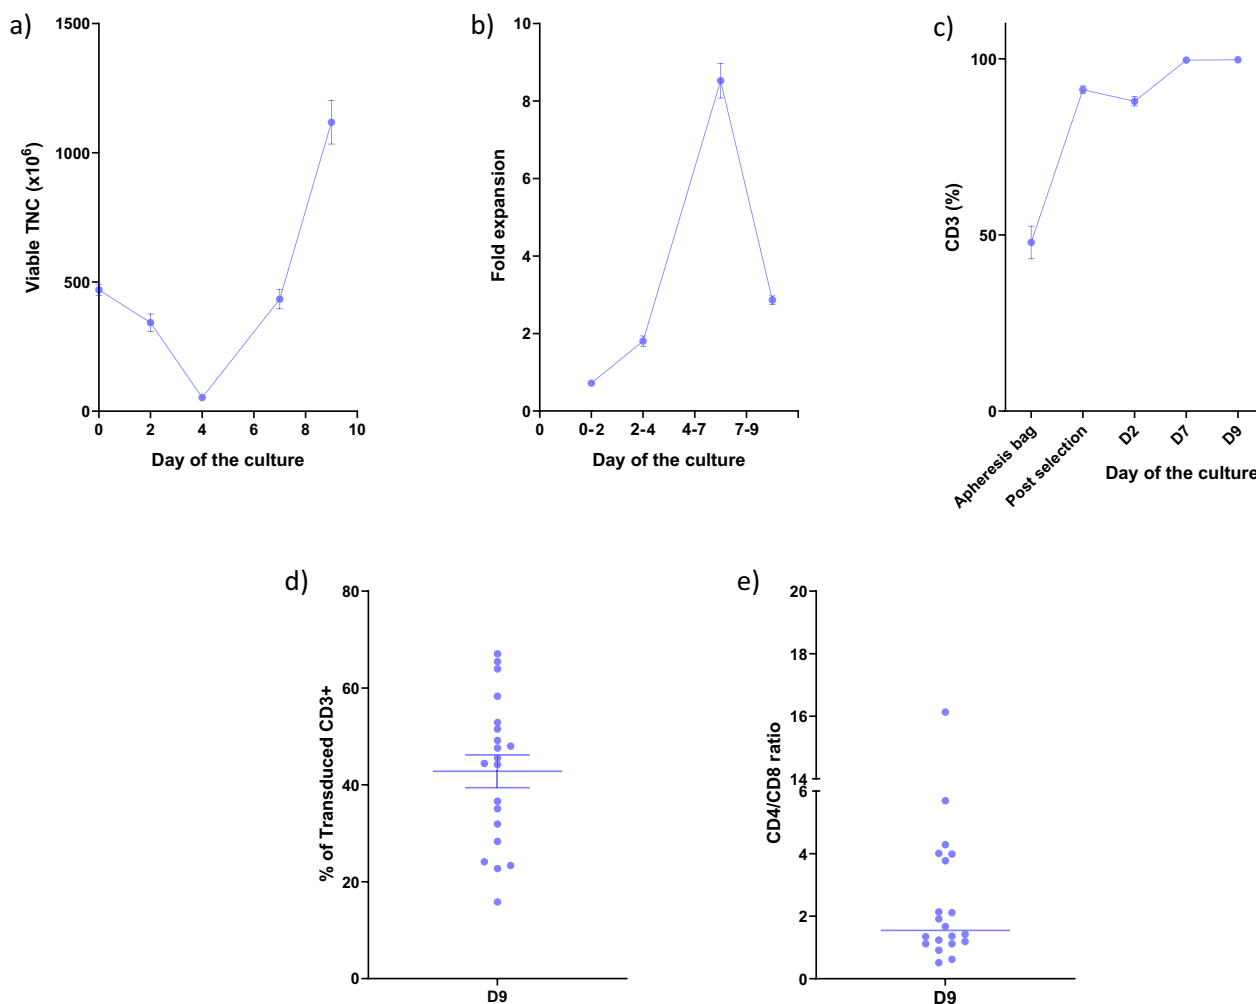 a)
Viable TNC (x10⁶)
1500
1000
500
0
0 2 4 6 8 10
Day of the culture
b)
Fold expansion
10
8
6
4
2
0
0 0-2 2-4 4-7 7-9
Day of the culture
c)
CD3 (%)
100
50
0
Apheresis bag
Post selection
D2
D7
D9
Day of the culture
d)
% of Transduced CD3+
80
60
40
20
0
D9
e)
CD4/CD8 ratio
20
18
16
14
6
4
2
0
D9